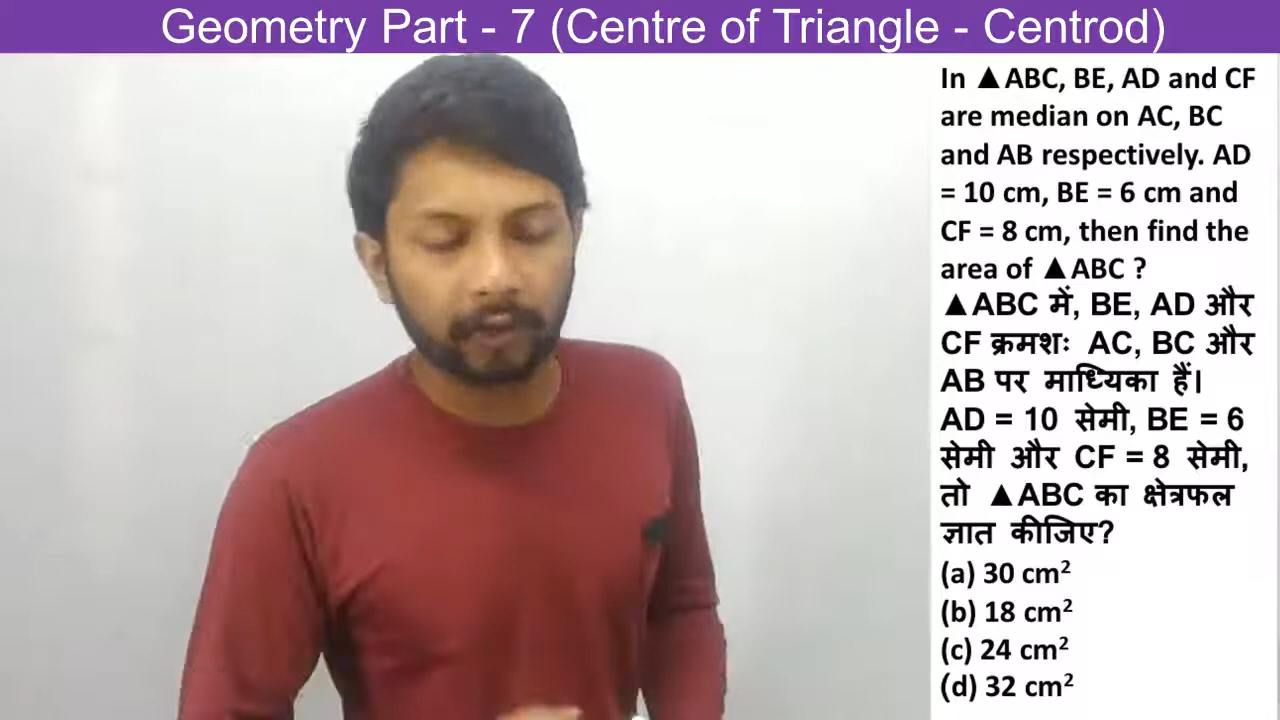 Geometry Part - 7 (Centre of Triangle - Centrod)
In ▲ABC, BE, AD and CF
are median on AC, BC
and AB respectively. AD
= 10 cm, BE = 6 cm and
CF = 8 cm, then find the
area of ▲ABC ?
▲ABC में, BE, AD और
CF क्रमशः AC, BC और
AB पर माध्यिका हैं।
AD = 10 सेमी, BE = 6
सेमी और CF = 8 सेमी,
तो ▲ABC का क्षेत्रफल
ज्ञात कीजिए?
(a) 30 cm²
(b) 18 cm²
(c) 24 cm²
(d) 32 cm²